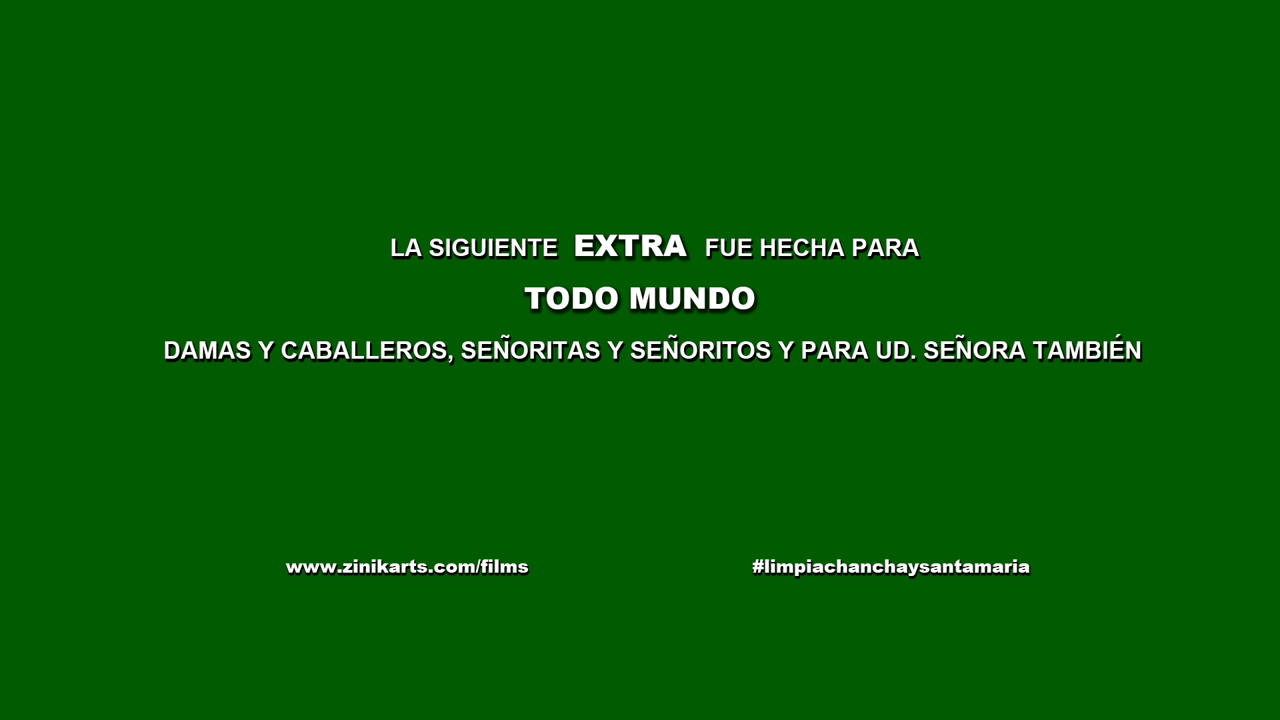 LA SIGUIENTE EXTRA FUE HECHA PARA
TODO MUNDO
DAMAS Y CABALLEROS, SEÑORITAS Y SEÑORITOS Y PARA UD. SEÑORA TAMBIÉN
www.zinikarts.com/films #limpiachanchaysantamaria